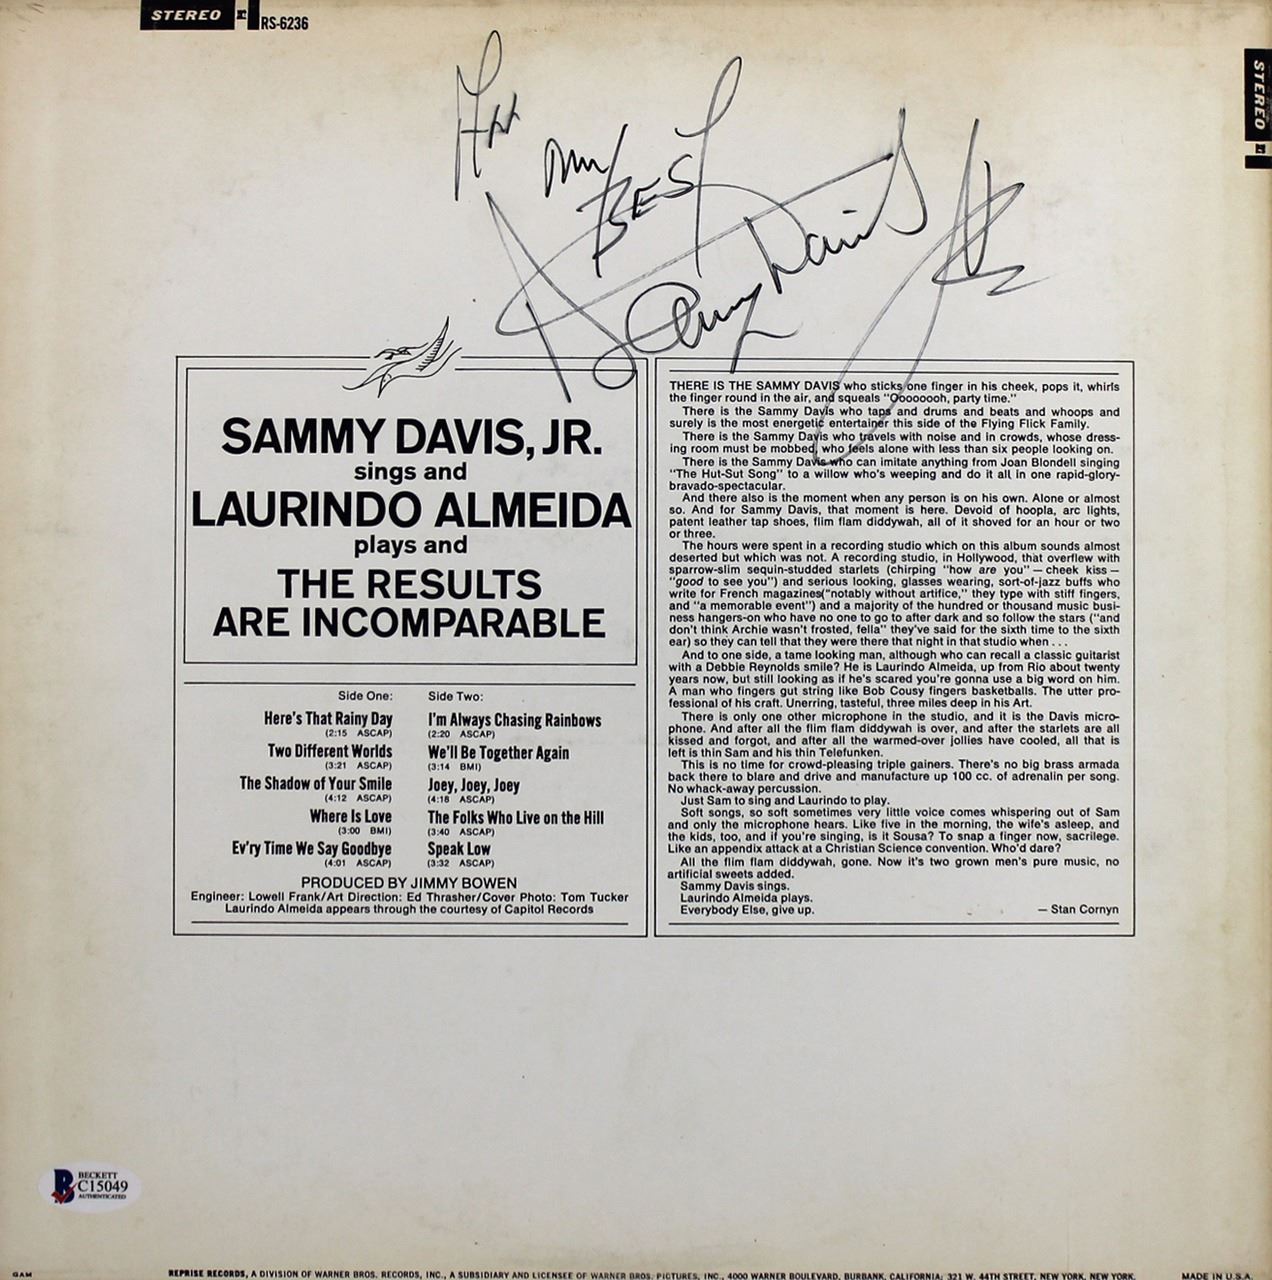 STEREO r RS-6236
STEREO r
ALL
my
BEST
Sammy Davis Jr
SAMMY DAVIS, JR.
sings and
LAURINDO ALMEIDA
plays and
THE RESULTS
ARE INCOMPARABLE
Side One:
Here's That Rainy Day
(2:15 ASCAP)
Two Different Worlds
(3:21 ASCAP)
The Shadow of Your Smile
(4:12 ASCAP)
Where Is Love
(3:00 BMI)
Ev'ry Time We Say Goodbye
(4:01 ASCAP)
Side Two:
I'm Always Chasing Rainbows
(2:20 ASCAP)
We'll Be Together Again
(3:14 BMI)
Joey, Joey, Joey
(4:18 ASCAP)
The Folks Who Live on the Hill
(3:40 ASCAP)
Speak Low
(3:32 ASCAP)
PRODUCED BY JIMMY BOWEN
Engineer: Lowell Frank/Art Direction: Ed Thrasher/Cover Photo: Tom Tucker
Laurindo Almeida appears through the courtesy of Capitol Records
THERE IS THE SAMMY DAVIS who sticks one finger in his cheek, pops it, whirls
the finger round in the air, and squeals "Oooooooh, party time."
There is the Sammy Davis who taps and drums and beats and whoops and
surely is the most energetic entertainer this side of the Flying Flick Family.
There is the Sammy Davis who travels with noise and in crowds, whose dress-
ing room must be mobbed, who feels alone with less than six people looking on.
There is the Sammy Davis who can imitate anything from Joan Blondell singing
"The Hut-Sut Song" to a willow who's weeping and do it all in one rapid-glory-
bravado-spectacular.
And there also is the moment when any person is on his own. Alone or almost
so. And for Sammy Davis, that moment is here. Devoid of hoopla, arc lights,
patent leather tap shoes, flim flam diddywah, all of it shoved for an hour or two
or three.
The hours were spent in a recording studio which on this album sounds almost
deserted but which was not. A recording studio, in Hollywood, that overflew with
sparrow-slim sequin-studded starlets (chirping "how are you" — cheek kiss —
"good to see you") and serious looking, glasses wearing, sort-of-jazz buffs who
write for French magazines("notably without artifice," they type with stiff fingers,
and "a memorable event") and a majority of the hundred or thousand music busi-
ness hangers-on who have no one to go to after dark and so follow the stars ("and
don't think Archie wasn't frosted, fella" they've said for the sixth time to the sixth
ear) so they can tell that they were there that night in that studio when . . .
And to one side, a tame looking man, although who can recall a classic guitarist
with a Debbie Reynolds smile? He is Laurindo Almeida, up from Rio about twenty
years now, but still looking as if he's scared you're gonna use a big word on him.
A man who fingers gut string like Bob Cousy fingers basketballs. The utter pro-
fessional of his craft. Unerring, tasteful, three miles deep in his Art.
There is only one other microphone in the studio, and it is the Davis micro-
phone. And after all the flim flam diddywah is over, and after the starlets are all
kissed and forgot, and after all the warmed-over jollies have cooled, all that is
left is thin Sam and his thin Telefunken.
This is no time for crowd-pleasing triple gainers. There's no big brass armada
back there to blare and drive and manufacture up 100 cc. of adrenalin per song.
No whack-away percussion.
Just Sam to sing and Laurindo to play.
Soft songs, so soft sometimes very little voice comes whispering out of Sam
and only the microphone hears. Like five in the morning, the wife's asleep, and
the kids, too, and if you're singing, is it Sousa? To snap a finger now, sacrilege.
Like an appendix attack at a Christian Science convention. Who'd dare?
All the flim flam diddywah, gone. Now it's two grown men's pure music, no
artificial sweets added.
Sammy Davis sings.
Laurindo Almeida plays.
Everybody Else, give up. — Stan Cornyn
BECKETT
C15049
AUTHENTICATED
GAM
REPRISE RECORDS, A DIVISION OF WARNER BROS. RECORDS, INC., A SUBSIDIARY AND LICENSEE OF WARNER BROS. PICTURES, INC., 4000 WARNER BOULEVARD, BURBANK, CALIFORNIA; 321 W. 44TH STREET, NEW YORK, NEW YORK.
MADE IN U.S.A.